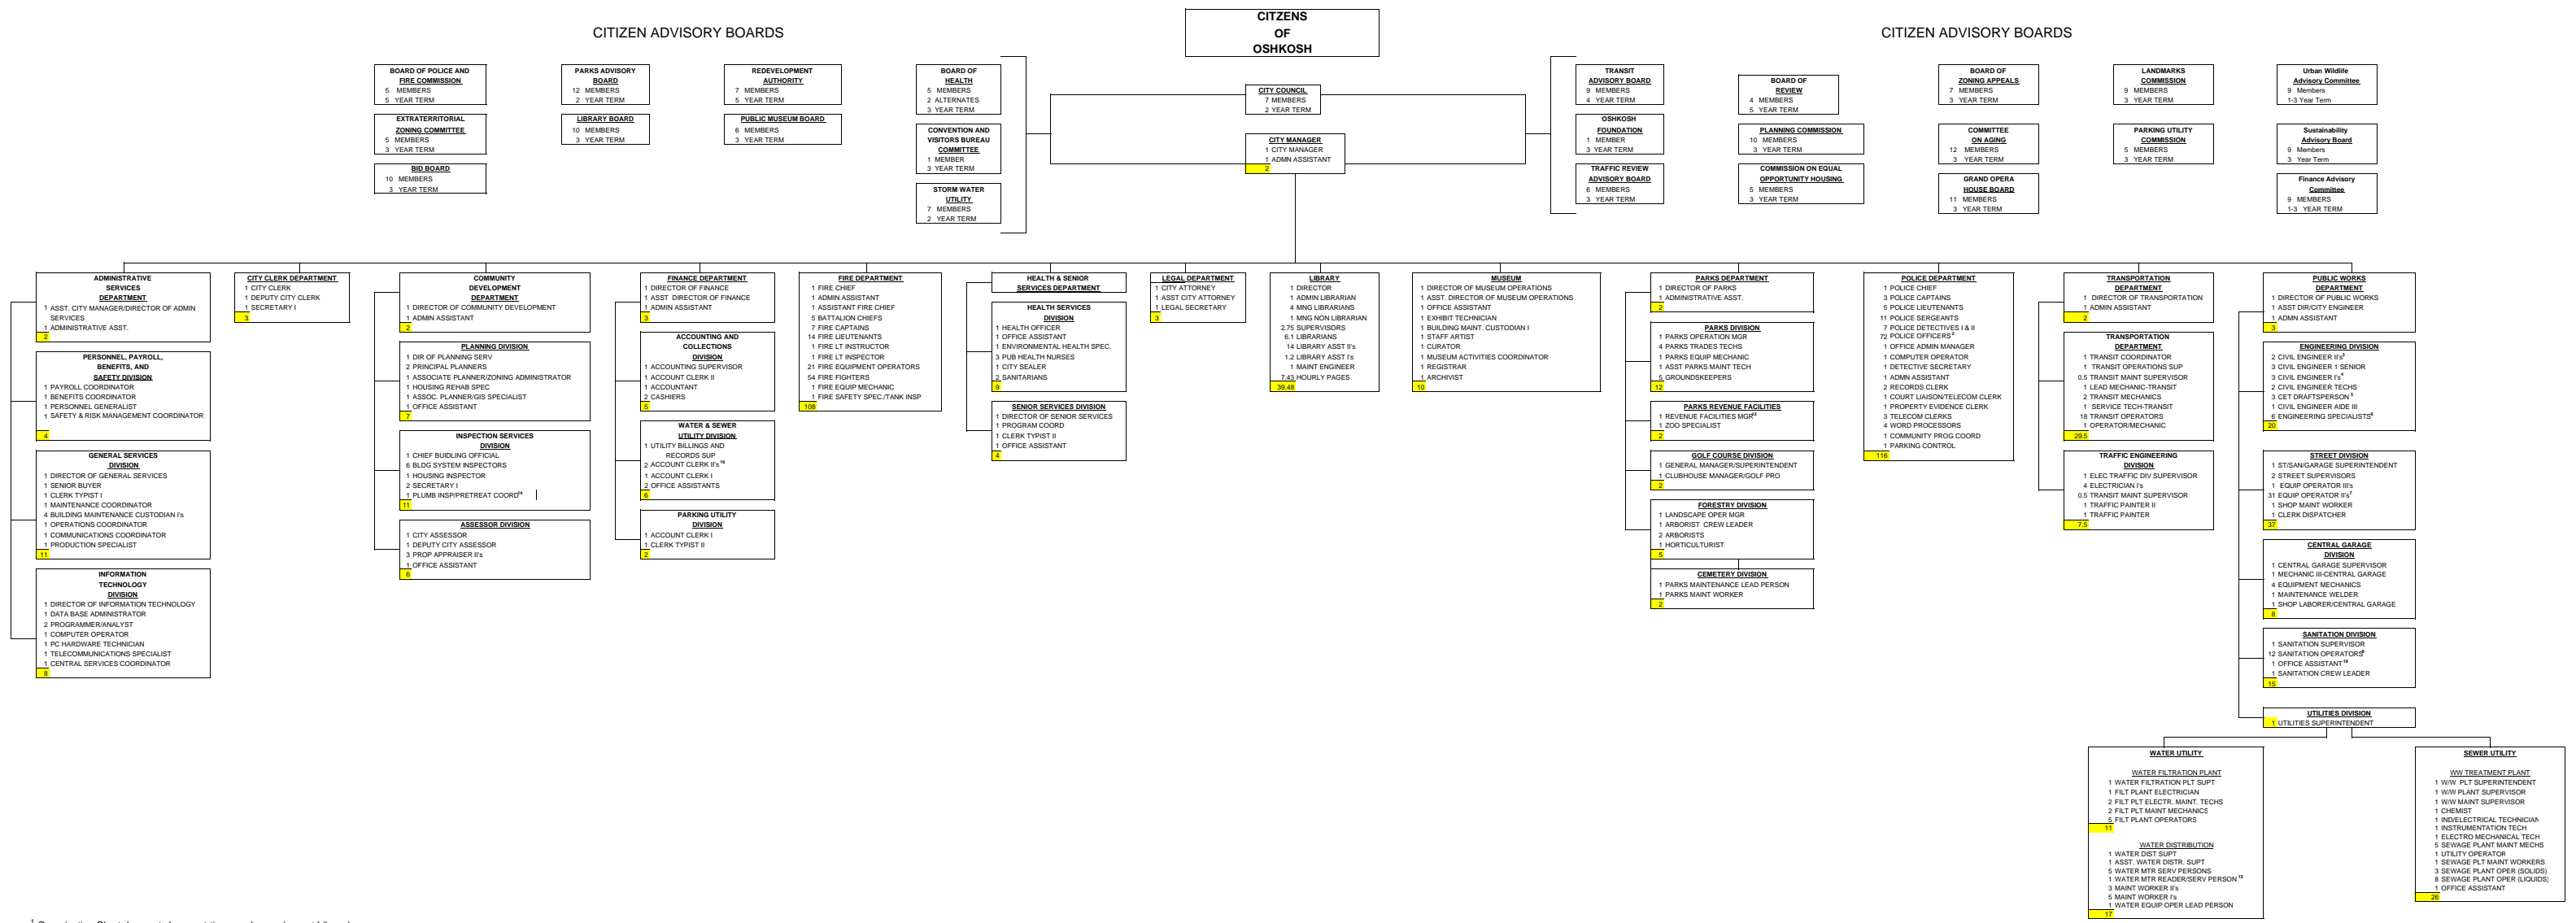 CITZENS
OF
OSHKOSH
CITIZEN ADVISORY BOARDS
CITIZEN ADVISORY BOARDS
BOARD OF POLICE AND
FIRE COMMISSION
5 MEMBERS
5 YEAR TERM
EXTRATERRITORIAL
ZONING COMMITTEE
5 MEMBERS
3 YEAR TERM
BID BOARD
10 MEMBERS
3 YEAR TERM
PARKS ADVISORY
BOARD
12 MEMBERS
2 YEAR TERM
LIBRARY BOARD
10 MEMBERS
3 YEAR TERM
REDEVELOPMENT
AUTHORITY
7 MEMBERS
5 YEAR TERM
PUBLIC MUSEUM BOARD
6 MEMBERS
3 YEAR TERM
BOARD OF
HEALTH
5 MEMBERS
2 ALTERNATES
3 YEAR TERM
CONVENTION AND
VISITORS BUREAU
COMMITTEE
1 MEMBER
3 YEAR TERM
STORM WATER
UTILITY
7 MEMBERS
2 YEAR TERM
CITY COUNCIL
7 MEMBERS
2 YEAR TERM
CITY MANAGER
1 CITY MANAGER
1 ADMN ASSISTANT
2
TRANSIT
ADVISORY BOARD
9 MEMBERS
4 YEAR TERM
OSHKOSH
FOUNDATION
1 MEMBER
3 YEAR TERM
TRAFFIC REVIEW
ADVISORY BOARD
6 MEMBERS
3 YEAR TERM
BOARD OF
REVIEW
4 MEMBERS
5 YEAR TERM
PLANNING COMMISSION
10 MEMBERS
3 YEAR TERM
COMMISSION ON EQUAL
OPPORTUNITY HOUSING
5 MEMBERS
3 YEAR TERM
BOARD OF
ZONING APPEALS
7 MEMBERS
3 YEAR TERM
COMMITTEE
ON AGING
12 MEMBERS
3 YEAR TERM
GRAND OPERA
HOUSE BOARD
11 MEMBERS
3 YEAR TERM
LANDMARKS
COMMISSION
9 MEMBERS
3 YEAR TERM
PARKING UTILITY
COMMISSION
5 MEMBERS
3 YEAR TERM
Urban Wildlife
Advisory Committee
9 Members
1-3 Year Term
Sustainability
Advisory Board
9 Members
3 Year Term
Finance Advisory
Committee
9 MEMBERS
1-3 YEAR TERM
ADMINISTRATIVE
SERVICES
DEPARTMENT
1 ASST. CITY MANAGER/DIRECTOR OF ADMIN
SERVICES
1 ADMINISTRATIVE ASST.
2
PERSONNEL, PAYROLL,
BENEFITS, AND
SAFETY DIVISION
1 PAYROLL COORDINATOR
1 BENEFITS COORDINATOR
1 PERSONNEL GENERALIST
1 SAFETY & RISK MANAGEMENT COORDINATOR
4
GENERAL SERVICES
DIVISION
1 DIRECTOR OF GENERAL SERVICES
1 SENIOR BUYER
1 CLERK TYPIST I
1 MAINTENANCE COORDINATOR
4 BUILDING MAINTENANCE CUSTODIAN I's
1 OPERATIONS COORDINATOR
1 COMMUNICATIONS COORDINATOR
1 PRODUCTION SPECIALIST
11
INFORMATION
TECHNOLOGY
DIVISION
1 DIRECTOR OF INFORMATION TECHNOLOGY
1 DATA BASE ADMINISTRATOR
2 PROGRAMMER/ANALYST
1 COMPUTER OPERATOR
1 PC HARDWARE TECHNICIAN
1 TELECOMMUNICATIONS SPECIALIST
1 CENTRAL SERVICES COORDINATOR
8
CITY CLERK DEPARTMENT
1 CITY CLERK
1 DEPUTY CITY CLERK
1 SECRETARY I
3
COMMUNITY
DEVELOPMENT
DEPARTMENT
1 DIRECTOR OF COMMUNITY DEVELOPMENT
1 ADMIN ASSISTANT
2
PLANNING DIVISION
1 DIR OF PLANNING SERV
2 PRINCIPAL PLANNERS
1 ASSOCIATE PLANNER/ZONING ADMINISTRATOR
1 HOUSING REHAB SPEC
1 ASSOC. PLANNER/GIS SPECIALIST
1 OFFICE ASSISTANT
7
INSPECTION SERVICES
DIVISION
1 CHIEF BUIDLING OFFICIAL
6 BLDG SYSTEM INSPECTORS
1 HOUSING INSPECTOR
2 SECRETARY I
1 PLUMB INSP/PRETREAT COORD14
11
ASSESSOR DIVISION
1 CITY ASSESSOR
1 DEPUTY CITY ASSESSOR
3 PROP APPRAISER II's
1 OFFICE ASSISTANT
6
FINANCE DEPARTMENT
1 DIRECTOR OF FINANCE
1 ASST DIRECTOR OF FINANCE
1 ADMIN ASSISTANT
3
ACCOUNTING AND
COLLECTIONS
DIVISION
1 ACCOUNTING SUPERVISOR
1 ACCOUNT CLERK II
1 ACCOUNTANT
2 CASHIERS
5
WATER & SEWER
UTILITY DIVISION
1 UTILITY BILLINGS AND
RECORDS SUP
2 ACCOUNT CLERK II's16
1 ACCOUNT CLERK I
2 OFFICE ASSISTANTS
6
PARKING UTILITY
DIVISION
1 ACCOUNT CLERK I
1 CLERK TYPIST II
2
FIRE DEPARTMENT
1 FIRE CHIEF
1 ADMIN ASSISTANT
1 ASSISTANT FIRE CHIEF
5 BATTALION CHIEFS
7 FIRE CAPTAINS
14 FIRE LIEUTENANTS
1 FIRE LT INSTRUCTOR
1 FIRE LT INSPECTOR
21 FIRE EQUIPMENT OPERATORS
54 FIRE FIGHTERS
1 FIRE EQUIP MECHANIC
1 FIRE SAFETY SPEC./TANK INSP
108
HEALTH & SENIOR
SERVICES DEPARTMENT
HEALTH SERVICES
DIVISION
1 HEALTH OFFICER
1 OFFICE ASSISTANT
1 ENVIRONMENTAL HEALTH SPEC.
3 PUB HEALTH NURSES
1 CITY SEALER
2 SANITARIANS
9
SENIOR SERVICES DIVISION
1 DIRECTOR OF SENIOR SERVICES
1 PROGRAM COORD
1 CLERK TYPIST II
1 OFFICE ASSISTANT
4
LEGAL DEPARTMENT
1 CITY ATTORNEY
1 ASST CITY ATTORNEY
1 LEGAL SECRETARY
3
LIBRARY
1 DIRECTOR
1 ADMIN LIBRARIAN
4 MNG LIBRARIANS
1 MNG NON LIBRARIAN
2.75 SUPERVISORS
6.1 LIBRARIANS
14 LIBRARY ASST II's
1.2 LIBRARY ASST I's
1 MAINT ENGINEER
7.43 HOURLY PAGES
39.48
MUSEUM
1 DIRECTOR OF MUSEUM OPERATIONS
1 ASST. DIRECTOR OF MUSEUM OPERATIONS
1 OFFICE ASSISTANT
1 EXHIBIT TECHNICIAN
1 BUILDING MAINT. CUSTODIAN I
1 STAFF ARTIST
1 CURATOR
1 MUSEUM ACTIVITIES COORDINATOR
1 REGISTRAR
1 ARCHIVIST
10
PARKS DEPARTMENT
1 DIRECTOR OF PARKS
1 ADMINISTRATIVE ASST.
2
PARKS DIVISION
1 PARKS OPERATION MGR
4 PARKS TRADES TECHS
1 PARKS EQUIP MECHANIC
1 ASST PARKS MAINT TECH
5 GROUNDSKEEPERS
12
PARKS REVENUE FACILITIES
1 REVENUE FACILITIES MGR
1 ZOO SPECIALIST
2
GOLF COURSE DIVISION
1 GENERAL MANAGER/SUPERINTENDENT
1 CLUBHOUSE MANAGER/GOLF PRO
2
FORESTRY DIVISION
1 LANDSCAPE OPER MGR
1 ARBORIST CREW LEADER
2 ARBORISTS
1 HORTICULTURIST
5
CEMETERY DIVISION
1 PARKS MAINTENANCE LEAD PERSON
1 PARKS MAINT WORKER
2
POLICE DEPARTMENT
1 POLICE CHIEF
3 POLICE CAPTAINS
5 POLICE LIEUTENANTS
11 POLICE SERGEANTS
7 POLICE DETECTIVES I & II
72 POLICE OFFICERS2
1 OFFICE ADMIN MANAGER
1 COMPUTER OPERATOR
1 DETECTIVE SECRETARY
1 ADMN ASSISTANT
2 RECORDS CLERK
1 COURT LIAISON/TELECOM CLERK
1 PROPERTY EVIDENCE CLERK
3 TELECOM CLERKS
4 WORD PROCESSORS
1 COMMUNITY PROG COORD
1 PARKING CONTROL
116
TRANSPORTATION
DEPARTMENT
1 DIRECTOR OF TRANSPORTATION
1 ADMIN ASSISTANT
2
TRANSPORTATION
DEPARTMENT
1 TRANSIT COORDINATOR
1 TRANSIT OPERATIONS SUP
0.5 TRANSIT MAINT SUPERVISOR
1 LEAD MECHANIC-TRANSIT
2 TRANSIT MECHANICS
1 SERVICE TECH-TRANSIT
18 TRANSIT OPERATORS
1 OPERATOR/MECHANIC
29.5
TRAFFIC ENGINEERING
DIVISION
1 ELEC TRAFFIC DIV SUPERVISOR
4 ELECTRICIAN I's
0.5 TRANSIT MAINT SUPERVISOR
1 TRAFFIC PAINTER II
1 TRAFFIC PAINTER
7.5
PUBLIC WORKS
DEPARTMENT
1 DIRECTOR OF PUBLIC WORKS
1 ASST DIR/CITY ENGINEER
1 ADMN ASSISTANT
3
ENGINEERING DIVISION
2 CIVIL ENGINEER II's3
3 CIVIL ENGINEER 1 SENIOR
3 CIVIL ENGINEER I's4
2 CIVIL ENGINEER TECHS
3 CET DRAFTSPERSON5
1 CIVIL ENGINEER AIDE III
6 ENGINEERING SPECIALISTS6
20
STREET DIVISION
1 ST/SAN/GARAGE SUPERINTENDENT
2 STREET SUPERVISORS
1 EQUIP OPERATOR III's
31 EQUIP OPERATOR II's7
1 SHOP MAINT WORKER
1 CLERK DISPATCHER
37
CENTRAL GARAGE
DIVISION
1 CENTRAL GARAGE SUPERVISOR
1 MECHANIC III-CENTRAL GARAGE
4 EQUIPMENT MECHANICS
1 MAINTENANCE WELDER
1 SHOP LABORER/CENTRAL GARAGE
8
SANITATION DIVISION
1 SANITATION SUPERVISOR
12 SANITATION OPERATORS
1 OFFICE ASSISTANT18
1 SANITATION CREW LEADER
15
UTILITIES DIVISION
1 UTILITIES SUPERINTENDENT
WATER UTILITY
WATER FILTRATION PLANT
1 WATER FILTRATION PLT SUPT
1 FILT PLANT ELECTRICIAN
2 FILT PLT ELECTR. MAINT. TECHS
2 FILT PLT MAINT MECHANICS
5 FILT PLANT OPERATORS
11
WATER DISTRIBUTION
1 WATER DIST SUPT
1 ASST. WATER DISTR. SUPT
5 WATER MTR SERV PERSONS
1 WATER MTR READER/SERV PERSON15
3 MAINT WORKER II's
5 MAINT WORKER I's
1 WATER EQUIP OPER LEAD PERSON
17
SEWER UTILITY
WW TREATMENT PLANT
1 W/W PLT SUPERINTENDENT
1 W/W PLANT SUPERVISOR
1 W/W MAINT SUPERVISOR
1 CHEMIST
1 IND/ELECTRICAL TECHNICIAN
1 INSTRUMENTATION TECH
1 ELECTRO MECHANICAL TECH
5 SEWAGE PLANT MAINT MECHS
1 UTILITY OPERATOR
1 SEWAGE PLT MAINT WORKERS
3 SEWAGE PLANT OPER (SOLIDS)
8 SEWAGE PLANT OPER (LIQUIDS)
1 OFFICE ASSISTANT
26